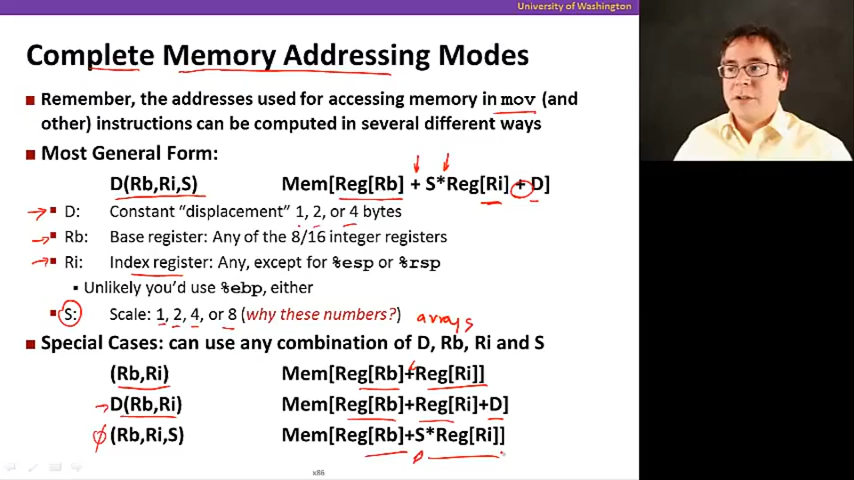 University of Washington
Complete Memory Addressing Modes
Remember, the addresses used for accessing memory in mov (and
other) instructions can be computed in several different ways
Most General Form:
D(Rb,Ri,S) Mem[Reg[Rb] + S*Reg[Ri] + D]
D: Constant “displacement” 1, 2, or 4 bytes
Rb: Base register: Any of the 8/16 integer registers
Ri: Index register: Any, except for %esp or %rsp
Unlikely you’d use %ebp, either
S: Scale: 1, 2, 4, or 8 (why these numbers?) arrays
Special Cases: can use any combination of D, Rb, Ri and S
(Rb,Ri) Mem[Reg[Rb]+Reg[Ri]]
D(Rb,Ri) Mem[Reg[Rb]+Reg[Ri]+D]
(Rb,Ri,S) Mem[Reg[Rb]+S*Reg[Ri]]
x86